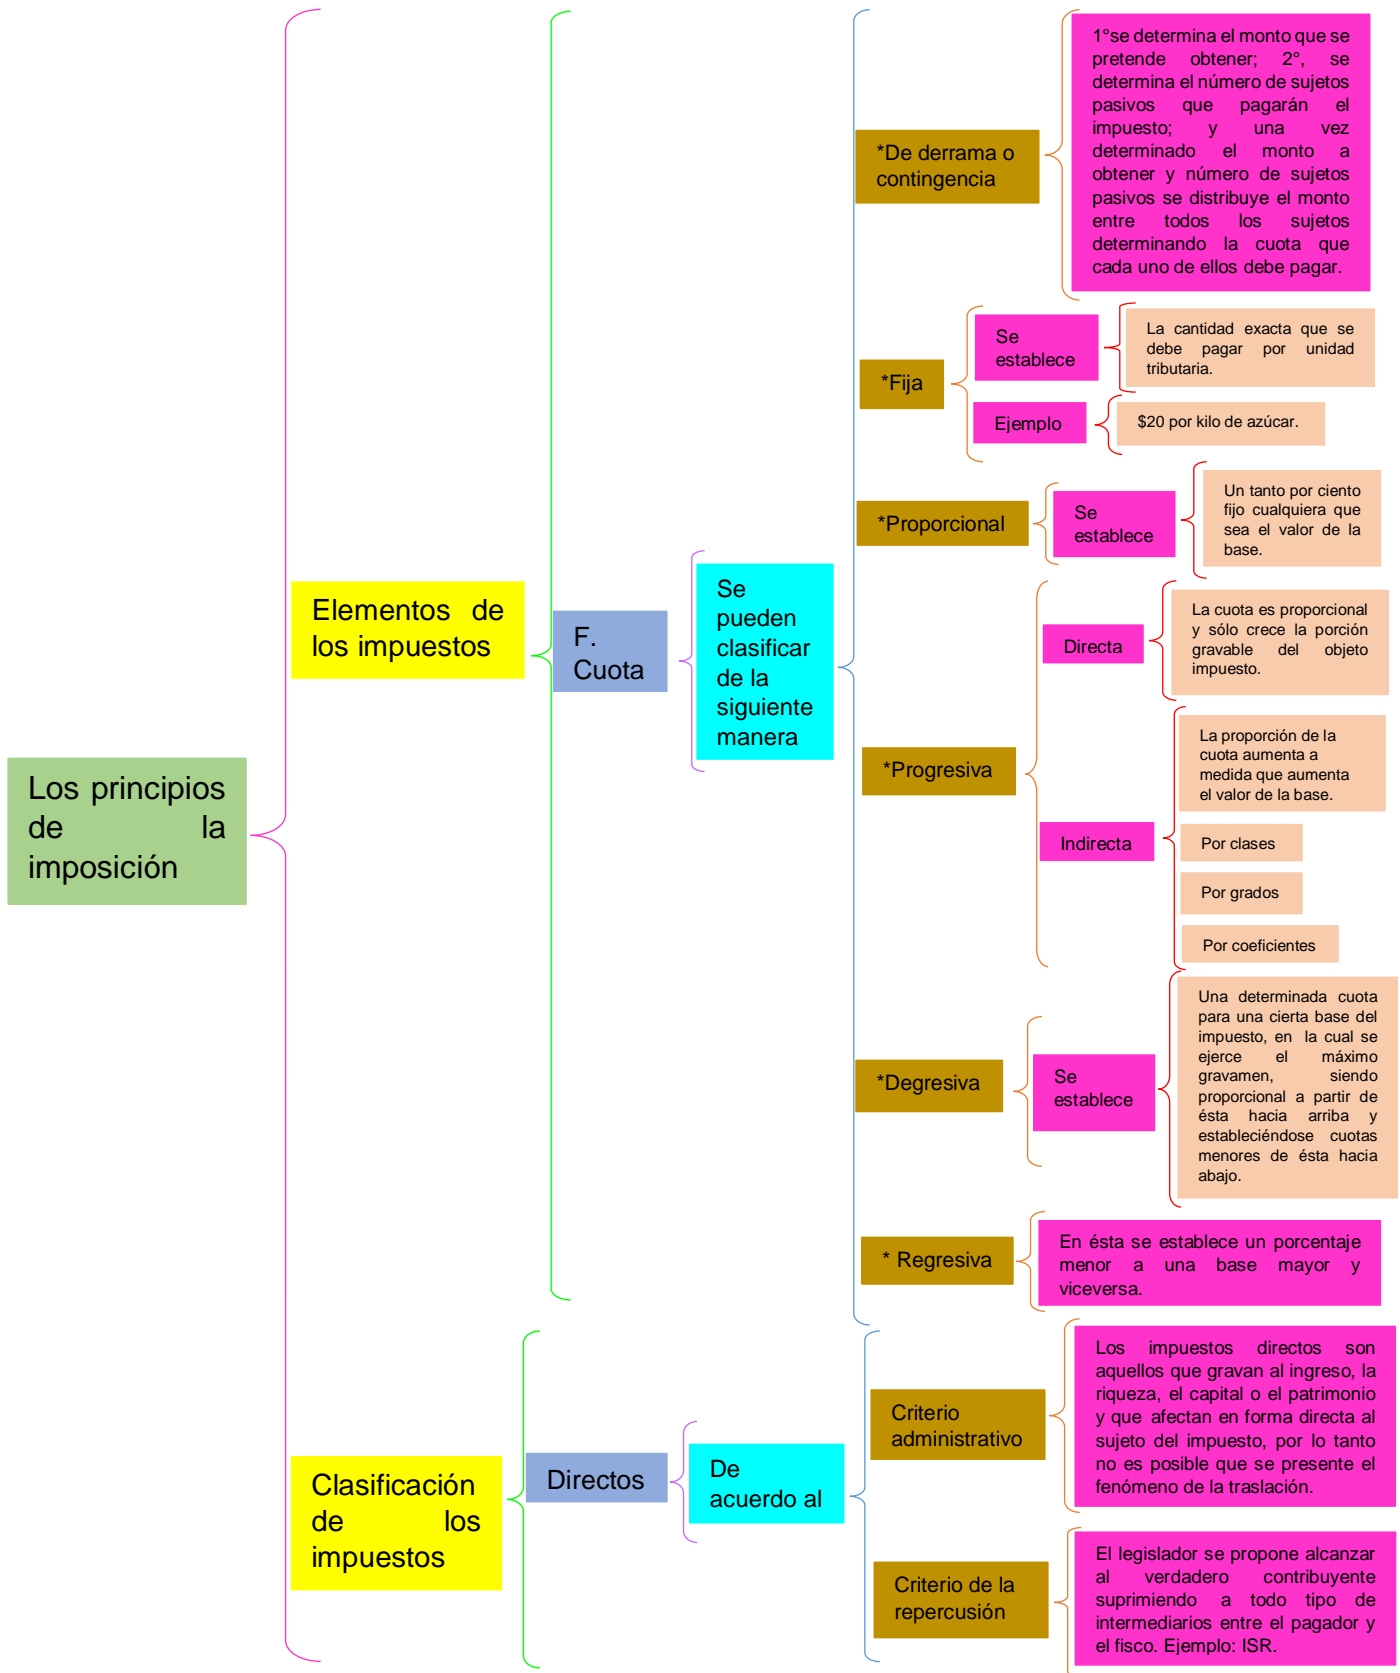 Los principios
de la
imposición
Elementos de
los impuestos
F.
Cuota
Se
pueden
clasificar
de la
siguiente
manera
*De derrama o
contingencia
1°se determina el monto que se
pretende obtener; 2°, se
determina el número de sujetos
pasivos que pagarán el
impuesto; y una vez
determinado el monto a
obtener y número de sujetos
pasivos se distribuye el monto
entre todos los sujetos
determinando la cuota que
cada uno de ellos debe pagar.
*Fija
Se
establece
La cantidad exacta que se
debe pagar por unidad
tributaria.
Ejemplo
$20 por kilo de azúcar.
*Proporcional
Se
establece
Un tanto por ciento
fijo cualquiera que
sea el valor de la
base.
*Progresiva
Directa
La cuota es proporcional
y sólo crece la porción
gravable del objeto
impuesto.
Indirecta
La proporción de la
cuota aumenta a
medida que aumenta
el valor de la base.
Por clases
Por grados
Por coeficientes
*Degresiva
Se
establece
Una determinada cuota
para una cierta base del
impuesto, en la cual se
ejerce el máximo
gravamen, siendo
proporcional a partir de
ésta hacia arriba y
estableciéndose cuotas
menores de ésta hacia
abajo.
* Regresiva
En ésta se establece un porcentaje
menor a una base mayor y
viceversa.
Clasificación
de los
impuestos
Directos
De
acuerdo al
Criterio
administrativo
Los impuestos directos son
aquellos que gravan al ingreso, la
riqueza, el capital o el patrimonio
y que afectan en forma directa al
sujeto del impuesto, por lo tanto
no es posible que se presente el
fenómeno de la traslación.
Criterio de la
repercusión
El legislador se propone alcanzar
al verdadero contribuyente
suprimiendo a todo tipo de
intermediarios entre el pagador y
el fisco. Ejemplo: ISR.